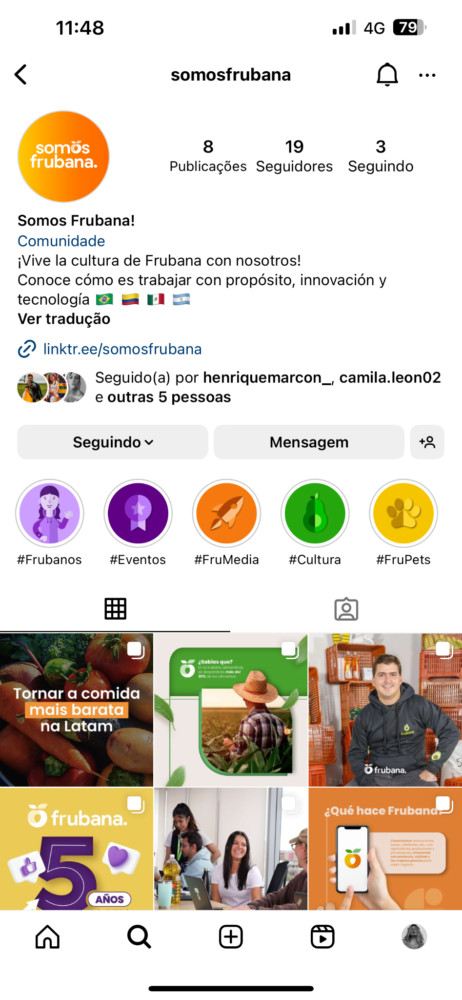 11:48
4G
79
somosfrubana
somos
frubana.
8
19
3
Publicações
Seguidores
Seguindo
Somos Frubana!
Comunidade
¡Vive la cultura de Frubana con nosotros!
Conoce cómo es trabajar con propósito, innovación y
tecnología
Ver tradução
linktr.ee/somosfrubana
Seguido(a) por henriquemarcon_, camila.leon02
e outras 5 pessoas
Seguindo
Mensagem
#Frubanos
#Eventos
#FruMedia
#Cultura
#FruPets
Tornar a comida
mais barata
na Latam
¿Sabias que?
En la indistria alimenticia,
se desperdicia más del
30% de los alimentos
frubana
frubana.
frubana.
5
AÑOS
¿Qué hace Frubana?
Conectamos restaurantes,
bares, cafeterías, etc., con
agricultores, productores y
proveedores, ofreciendo
conveniencia, calidad y
los mejores precios para
cada negocio.